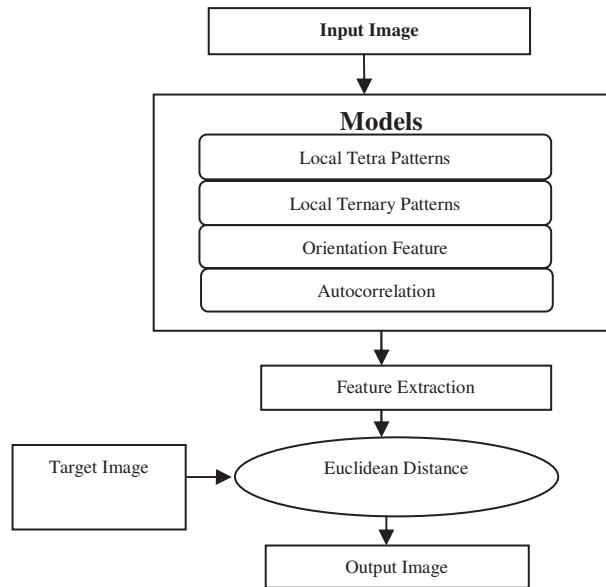 Input Image
Models
Local Tetra Patterns
Local Ternary Patterns
Orientation Feature
Autocorrelation
Feature Extraction
Target Image
Euclidean Distance
Output Image